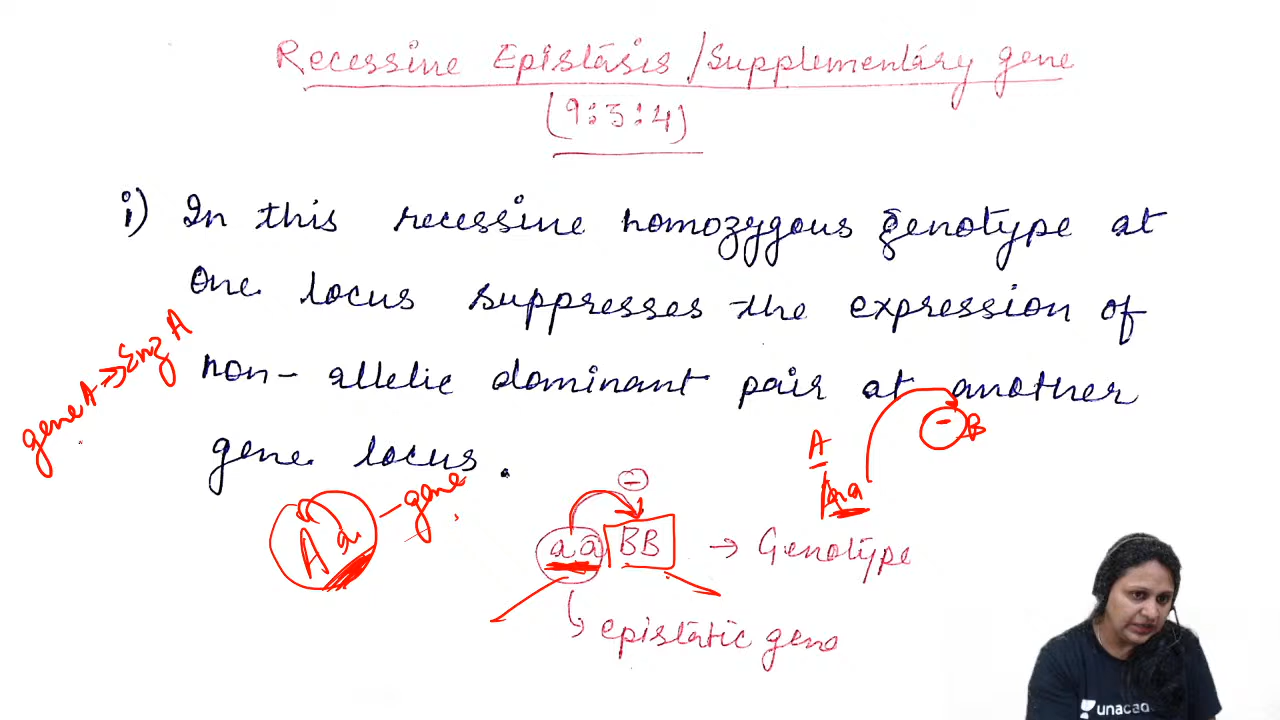 Recessive Epistasis / Supplementary gene
(9:3:4)
i) In this recessive homozygous genotype at
one locus suppresses the expression of
non-allelic dominant pair at another
gene locus.
gene A → Enz A
A a – gene
aa BB → Genotype
epistatic gene
A
aa
- B
unacad